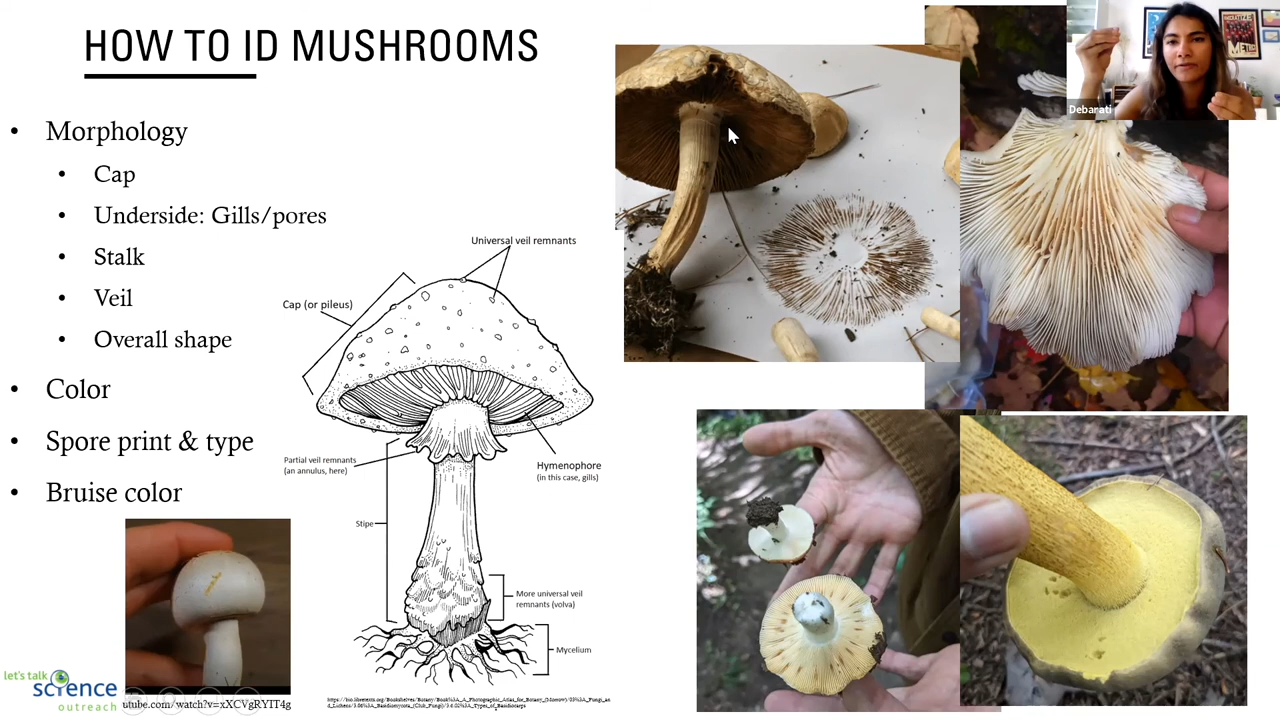 HOW TO ID MUSHROOMS
• Morphology
• Cap
• Underside: Gills/pores
• Stalk
• Veil
• Overall shape
• Color
• Spore print & type
• Bruise color
Universal veil remnants
Cap (or pileus)
Partial veil remnants
(an annulus, here)
Hymenophore
(in this case, gills)
Stipe
More universal veil
remnants (volva)
Mycelium
let's talk
science
outreach
utube.com/watch?v=xXCVgRYIT4g
Debarati